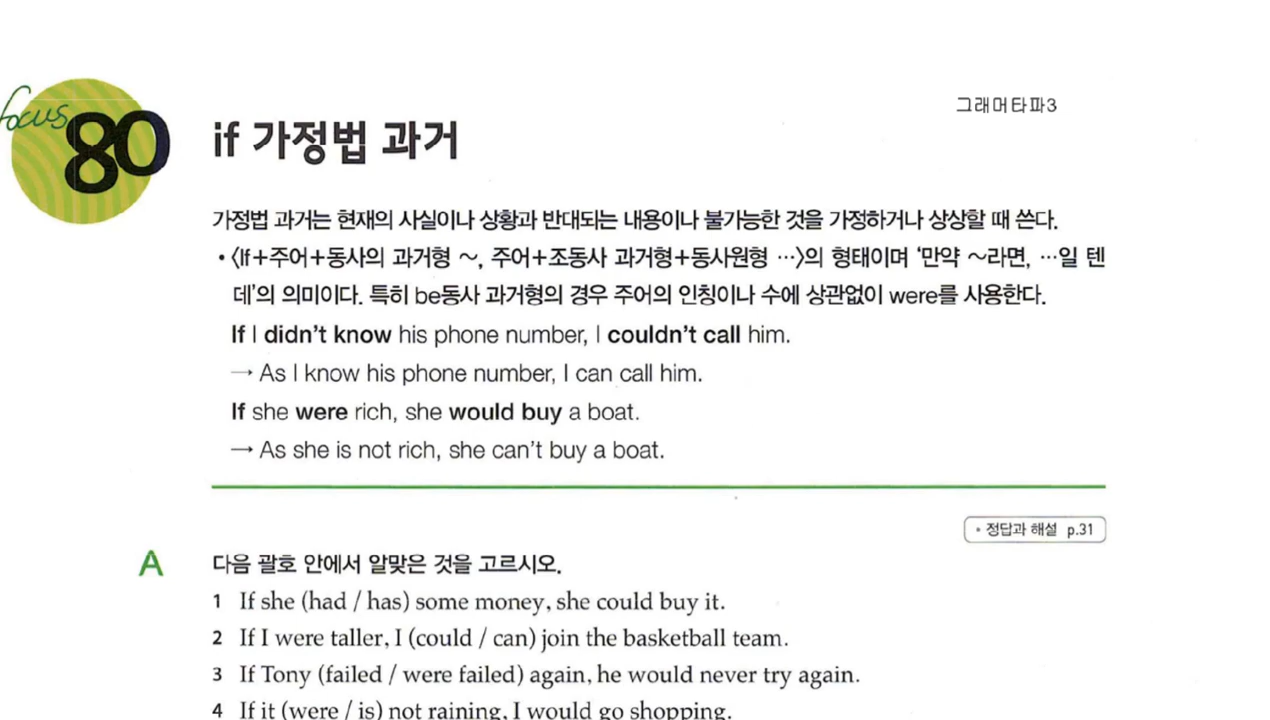 focus
80
그래머타파3
if 가정법 과거
가정법 과거는 현재의 사실이나 상황과 반대되는 내용이나 불가능한 것을 가정하거나 상상할 때 쓴다.
• 〈If+주어+동사의 과거형 ～, 주어+조동사 과거형+동사원형 …〉의 형태이며 '만약 ～라면, …일 텐
데'의 의미이다. 특히 be동사 과거형의 경우 주어의 인칭이나 수에 상관없이 were를 사용한다.
If I didn't know his phone number, I couldn't call him.
→ As I know his phone number, I can call him.
If she were rich, she would buy a boat.
→ As she is not rich, she can't buy a boat.
• 정답과 해설 p.31
A 다음 괄호 안에서 알맞은 것을 고르시오.
1 If she (had / has) some money, she could buy it.
2 If I were taller, I (could / can) join the basketball team.
3 If Tony (failed / were failed) again, he would never try again.
4 If it (were / is) not raining, I would go shopping.